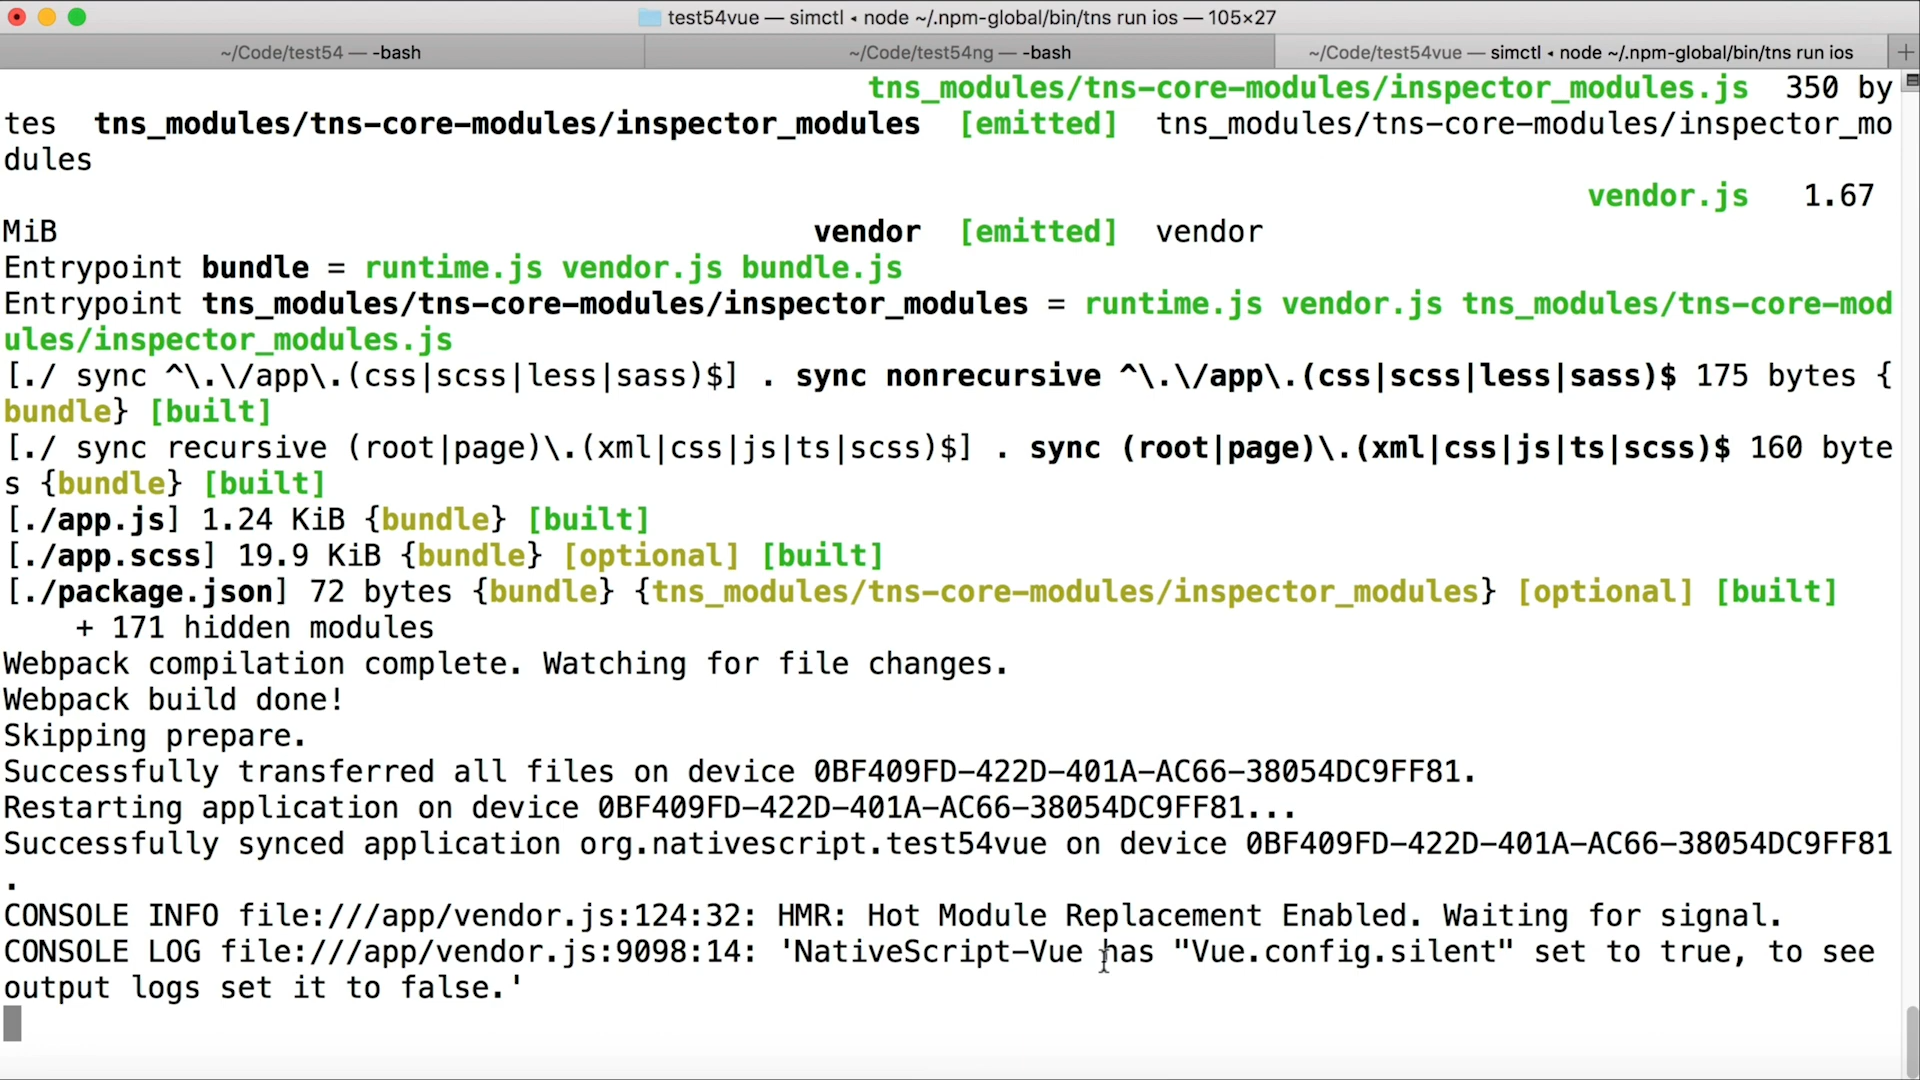 test54vue — simctl ◂ node ~/.npm-global/bin/tns run ios — 105×27
~/Code/test54 — -bash
~/Code/test54ng — -bash
~/Code/test54vue — simctl ◂ node ~/.npm-global/bin/tns run ios
tns_modules/tns-core-modules/inspector_modules.js 350 by
tes tns_modules/tns-core-modules/inspector_modules [emitted] tns_modules/tns-core-modules/inspector_mo
dules
vendor.js 1.67
MiB vendor [emitted] vendor
Entrypoint bundle = runtime.js vendor.js bundle.js
Entrypoint tns_modules/tns-core-modules/inspector_modules = runtime.js vendor.js tns_modules/tns-core-mod
ules/inspector_modules.js
[./ sync ^\.\/app\.(css|scss|less|sass)$] . sync nonrecursive ^\.\/app\.(css|scss|less|sass)$ 175 bytes {
bundle} [built]
[./ sync recursive (root|page)\.(xml|css|js|ts|scss)$] . sync (root|page)\.(xml|css|js|ts|scss)$ 160 byte
s {bundle} [built]
[./app.js] 1.24 KiB {bundle} [built]
[./app.scss] 19.9 KiB {bundle} [optional] [built]
[./package.json] 72 bytes {bundle} {tns_modules/tns-core-modules/inspector_modules} [optional] [built]
+ 171 hidden modules
Webpack compilation complete. Watching for file changes.
Webpack build done!
Skipping prepare.
Successfully transferred all files on device 0BF409FD-422D-401A-AC66-38054DC9FF81.
Restarting application on device 0BF409FD-422D-401A-AC66-38054DC9FF81...
Successfully synced application org.nativescript.test54vue on device 0BF409FD-422D-401A-AC66-38054DC9FF81
.
CONSOLE INFO file:///app/vendor.js:124:32: HMR: Hot Module Replacement Enabled. Waiting for signal.
CONSOLE LOG file:///app/vendor.js:9098:14: 'NativeScript-Vue has "Vue.config.silent" set to true, to see
output logs set it to false.'